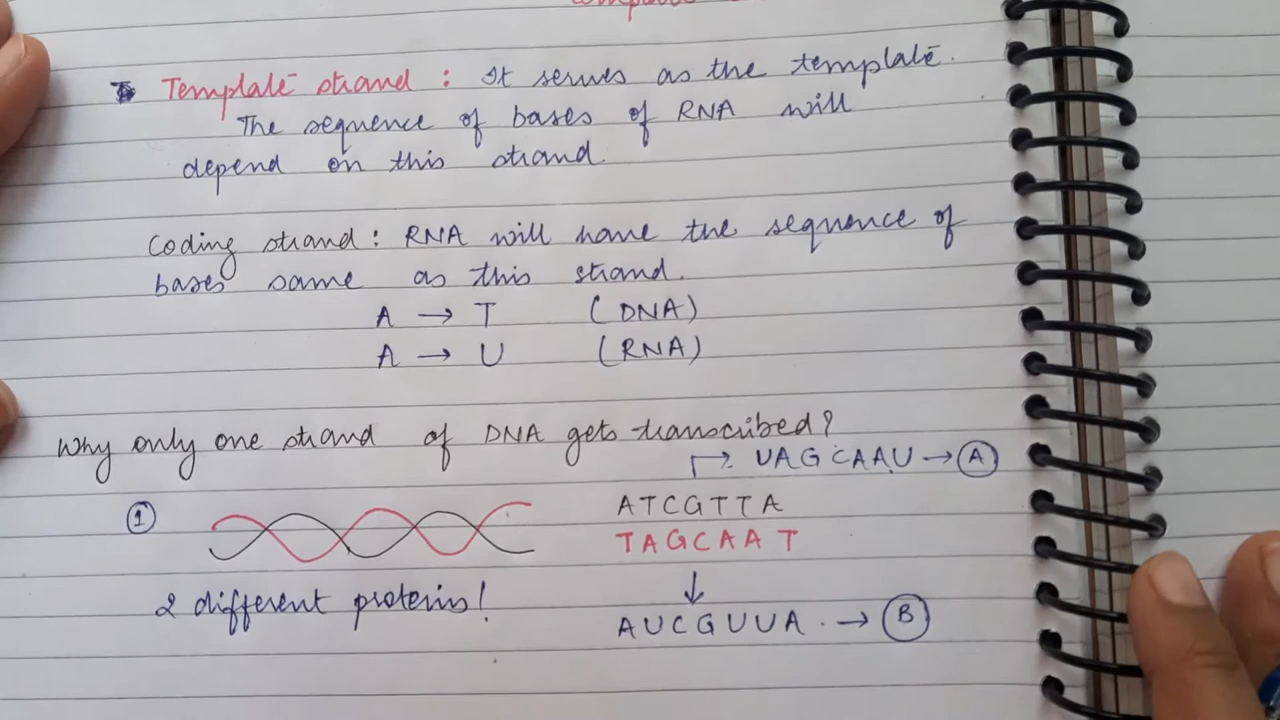 Template strand : It serves as the template.
The sequence of bases of RNA will
depend on this strand.
Coding strand : RNA will have the sequence of
bases same as this strand.
A → T (DNA)
A → U (RNA)
Why only one strand of DNA gets transcribed?
→ UAGCAAU → A
1 ATCGTTA
TAGCAAT
↓
2 different proteins!
AUCGUUA. → B